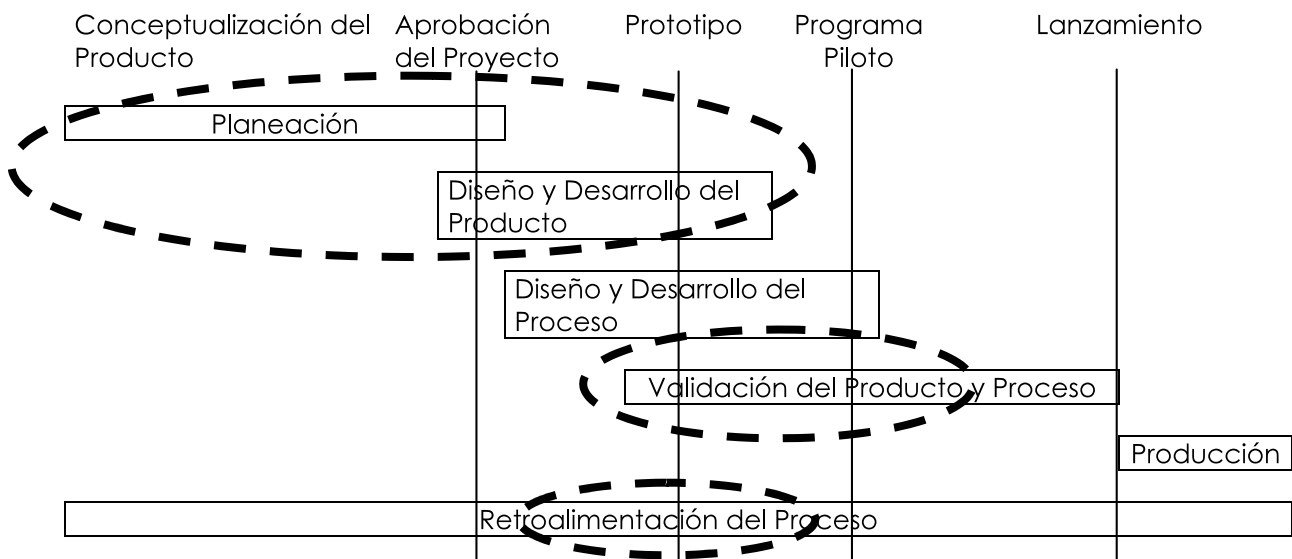 Conceptualización del
Producto
Aprobación
del Proyecto
Prototipo
Programa
Piloto
Lanzamiento
Planeación
Diseño y Desarrollo del
Producto
Diseño y Desarrollo del
Proceso
Validación del Producto y Proceso
Producción
Retroalimentación del Proceso